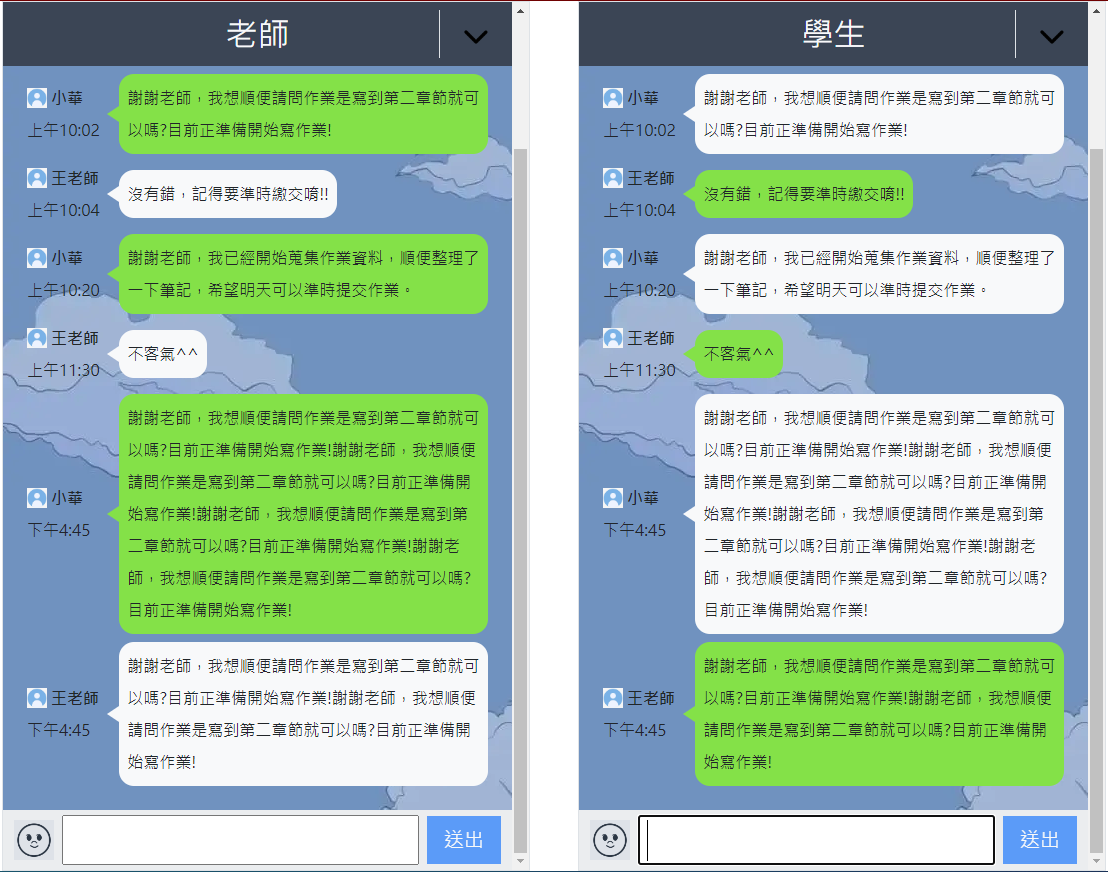 老師
小華
上午10:02
謝謝老師，我想順便請問作業是寫到第二章節就可
以嗎?目前正準備開始寫作業!
王老師
上午10:04
沒有錯，記得要準時繳交唷!!
小華
上午10:20
謝謝老師，我已經開始蒐集作業資料，順便整理了
一下筆記，希望明天可以準時提交作業。
王老師
上午11:30
不客氣^^
小華
下午4:45
謝謝老師，我想順便請問作業是寫到第二章節就可
以嗎?目前正準備開始寫作業!謝謝老師，我想順便
請問作業是寫到第二章節就可以嗎?目前正準備開
始寫作業!謝謝老師，我想順便請問作業是寫到第
二章節就可以嗎?目前正準備開始寫作業!謝謝老
師，我想順便請問作業是寫到第二章節就可以嗎?
目前正準備開始寫作業!
王老師
下午4:45
謝謝老師，我想順便請問作業是寫到第二章節就可
以嗎?目前正準備開始寫作業!謝謝老師，我想順便
請問作業是寫到第二章節就可以嗎?目前正準備開
始寫作業!
送出
學生
小華
上午10:02
謝謝老師，我想順便請問作業是寫到第二章節就可
以嗎?目前正準備開始寫作業!
王老師
上午10:04
沒有錯，記得要準時繳交唷!!
小華
上午10:20
謝謝老師，我已經開始蒐集作業資料，順便整理了
一下筆記，希望明天可以準時提交作業。
王老師
上午11:30
不客氣^^
小華
下午4:45
謝謝老師，我想順便請問作業是寫到第二章節就可
以嗎?目前正準備開始寫作業!謝謝老師，我想順便
請問作業是寫到第二章節就可以嗎?目前正準備開
始寫作業!謝謝老師，我想順便請問作業是寫到第
二章節就可以嗎?目前正準備開始寫作業!謝謝老
師，我想順便請問作業是寫到第二章節就可以嗎?
目前正準備開始寫作業!
王老師
下午4:45
謝謝老師，我想順便請問作業是寫到第二章節就可
以嗎?目前正準備開始寫作業!謝謝老師，我想順便
請問作業是寫到第二章節就可以嗎?目前正準備開
始寫作業!
送出